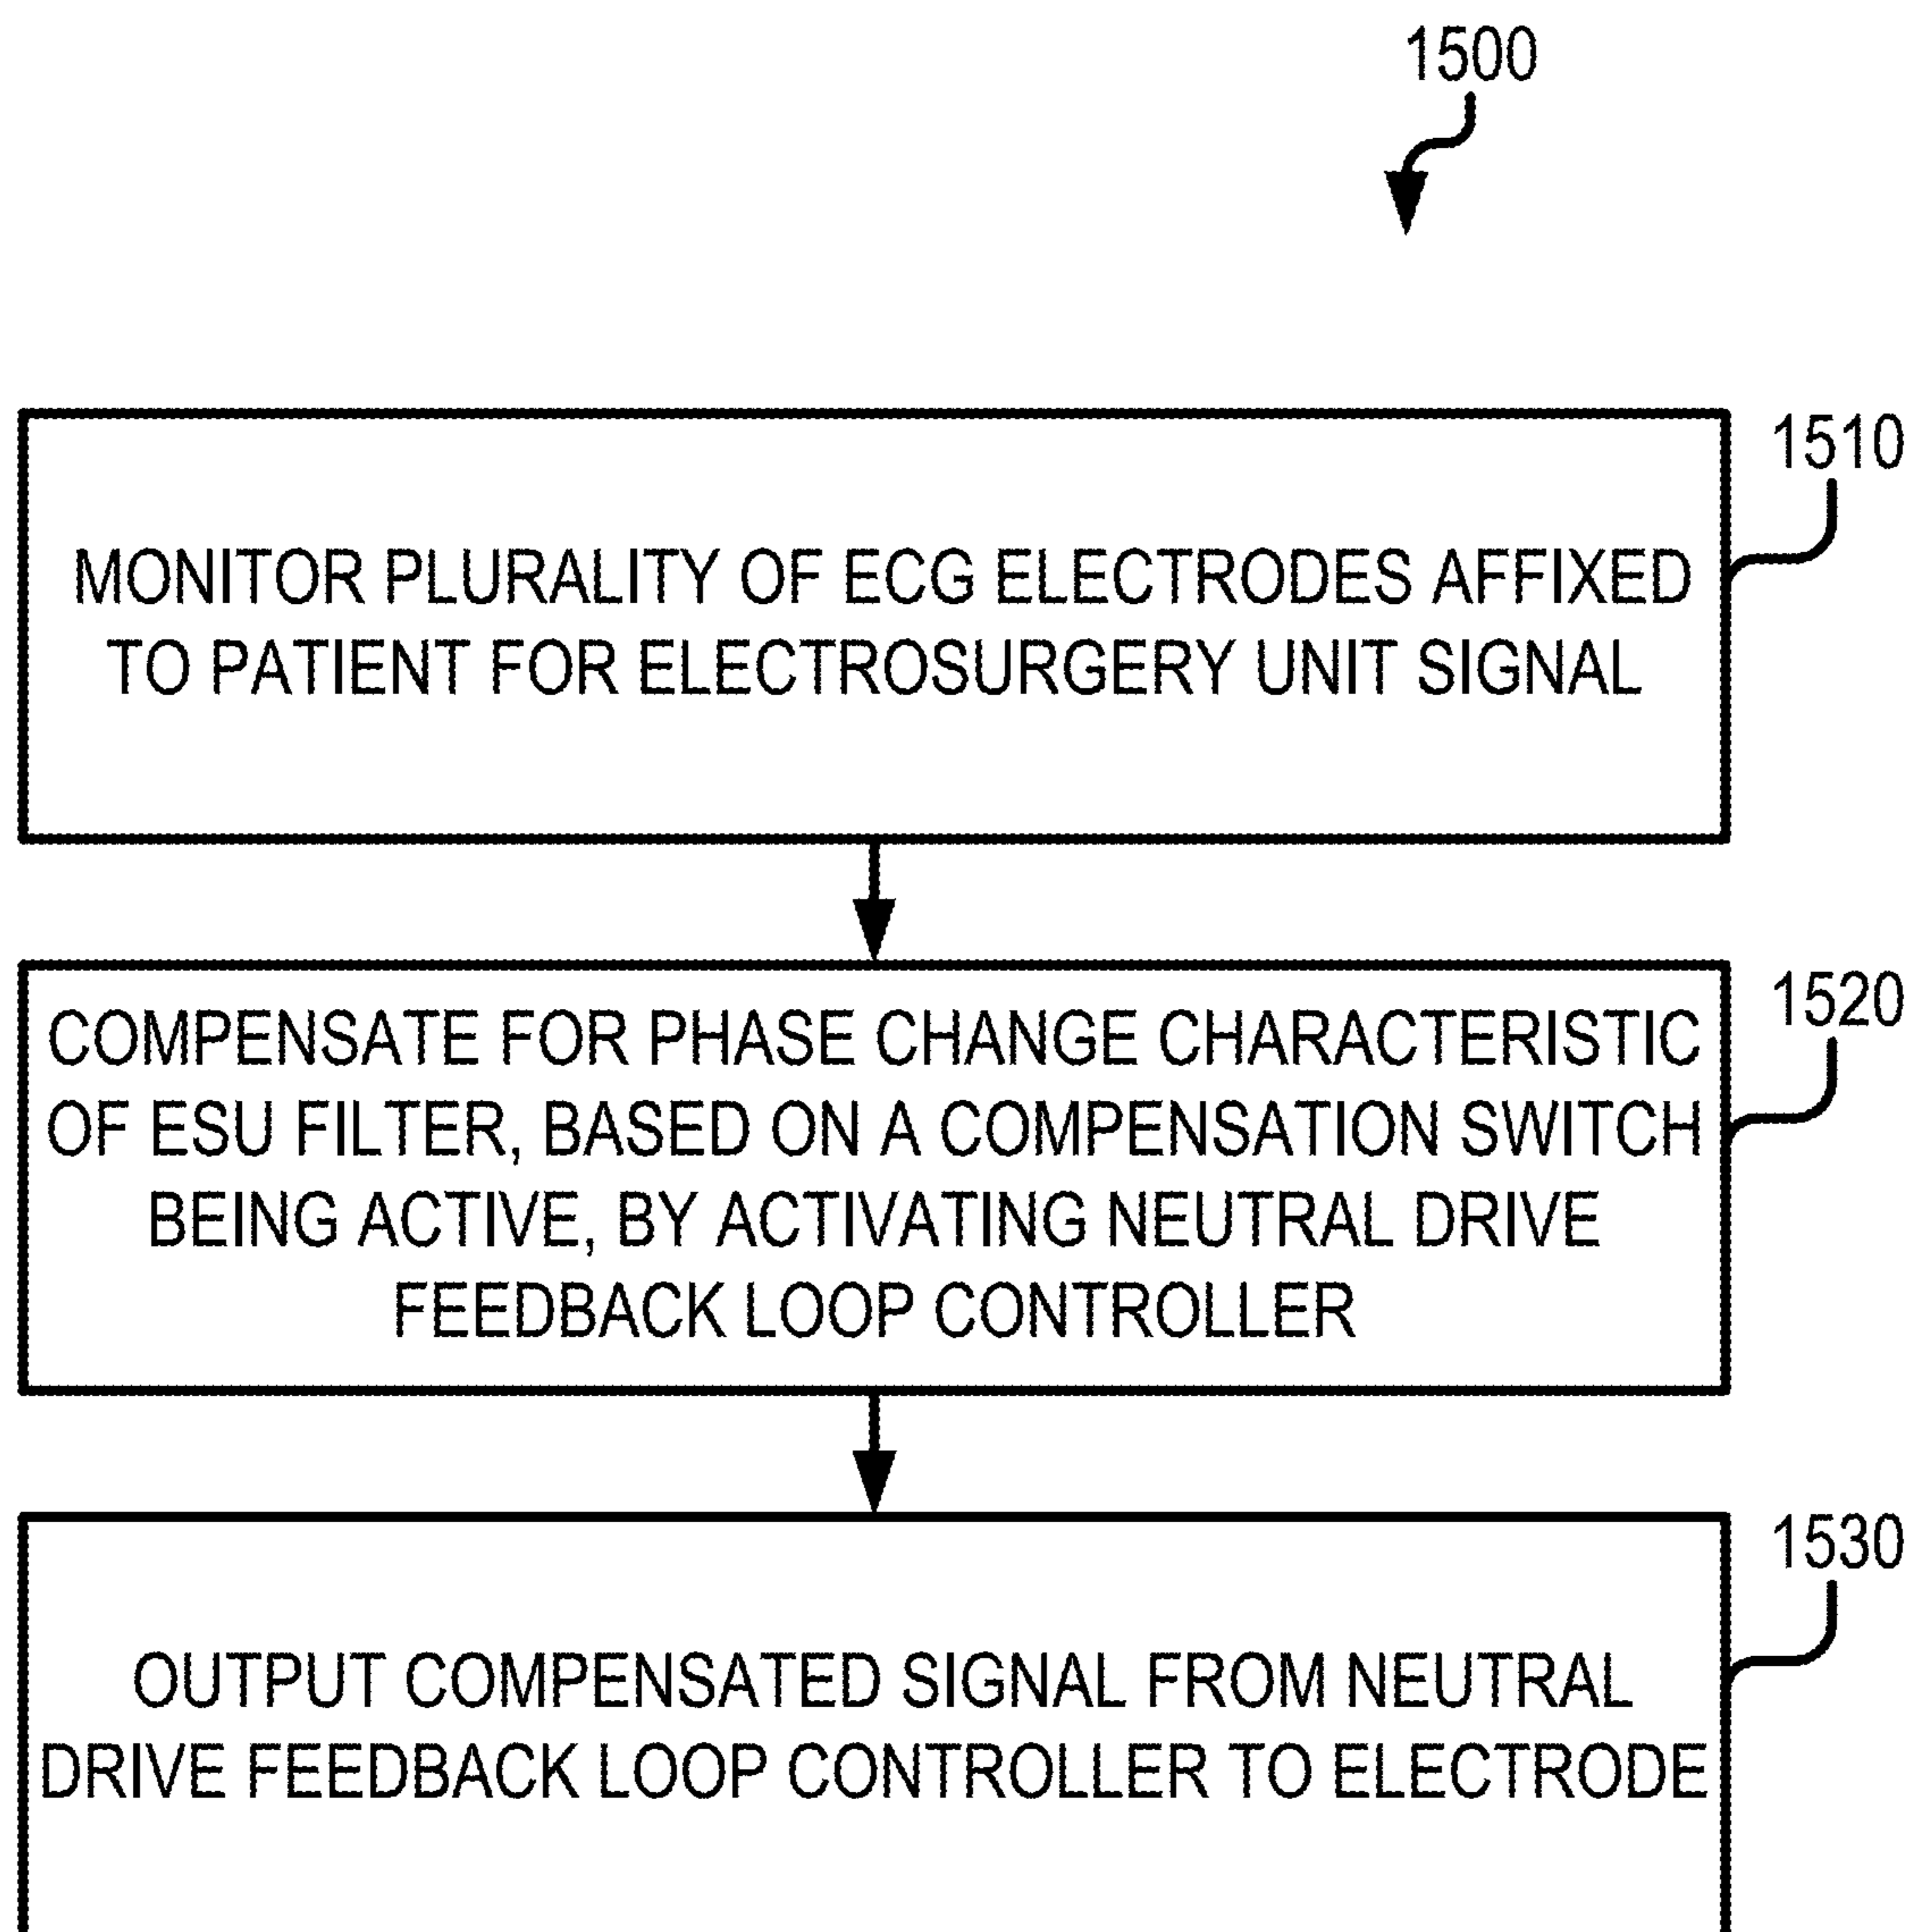 1500
1510
MONITOR PLURALITY OF ECG ELECTRODES AFFIXED
TO PATIENT FOR ELECTROSURGERY UNIT SIGNAL
1520
COMPENSATE FOR PHASE CHANGE CHARACTERISTIC
OF ESU FILTER, BASED ON A COMPENSATION SWITCH
BEING ACTIVE, BY ACTIVATING NEUTRAL DRIVE
FEEDBACK LOOP CONTROLLER
1530
OUTPUT COMPENSATED SIGNAL FROM NEUTRAL
DRIVE FEEDBACK LOOP CONTROLLER TO ELECTRODE